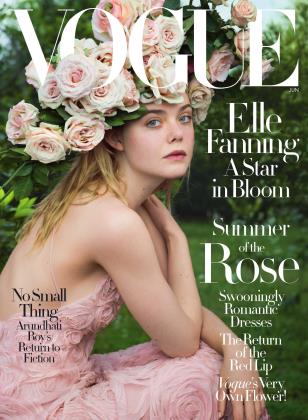 VOGUE
JUN
Elle
Fanning
A Star
in Bloom
Summer
of the
Rose
Swooningly
Romantic
Dresses
The Return
of the
Red Lip
Vogue's Very
Own Flower!
No Small
Thing
Arundhati
Roy's
Return to
Fiction